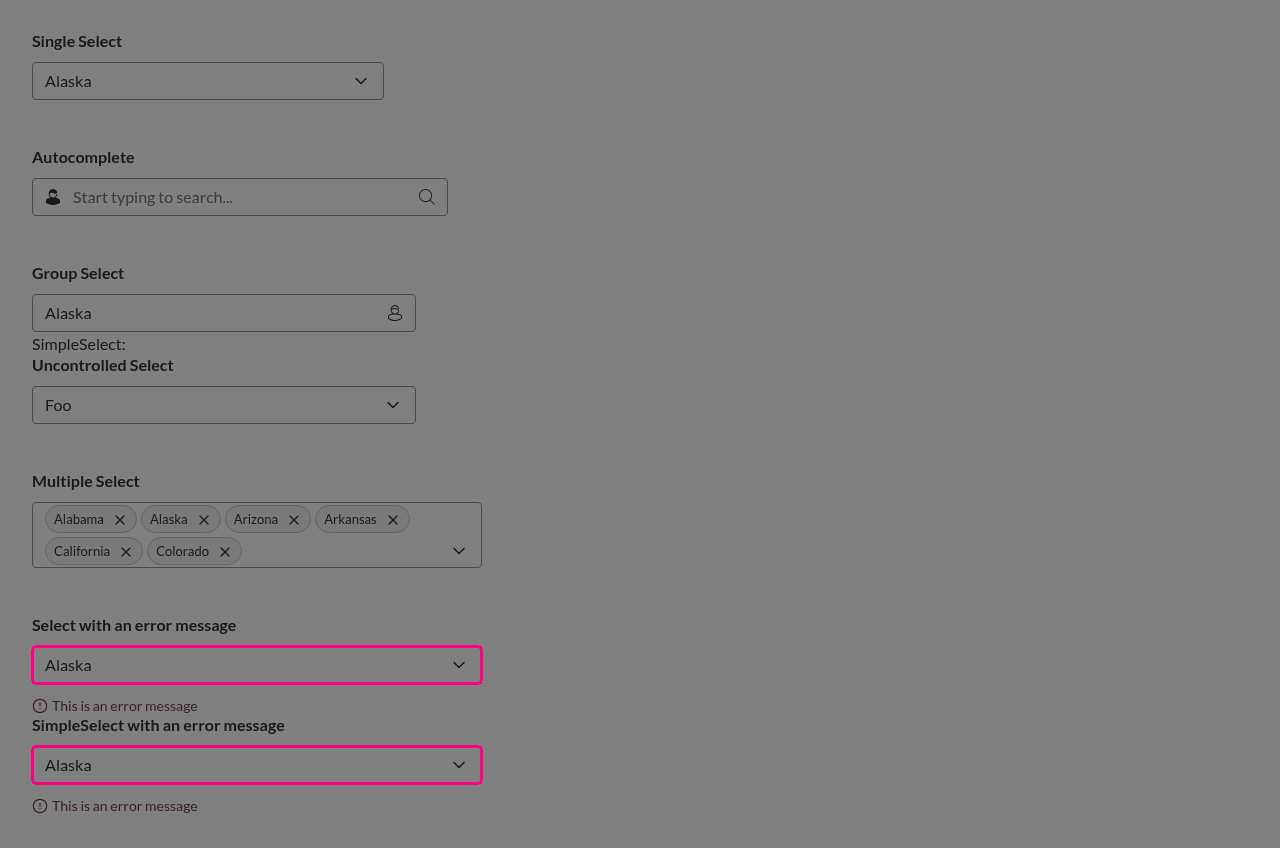 Single Select
Alaska
Autocomplete
Start typing to search...
Group Select
Alaska
SimpleSelect:
Uncontrolled Select
Foo
Multiple Select
Alabama Alaska Arizona Arkansas
California Colorado
Select with an error message
Alaska
This is an error message
SimpleSelect with an error message
Alaska
This is an error message